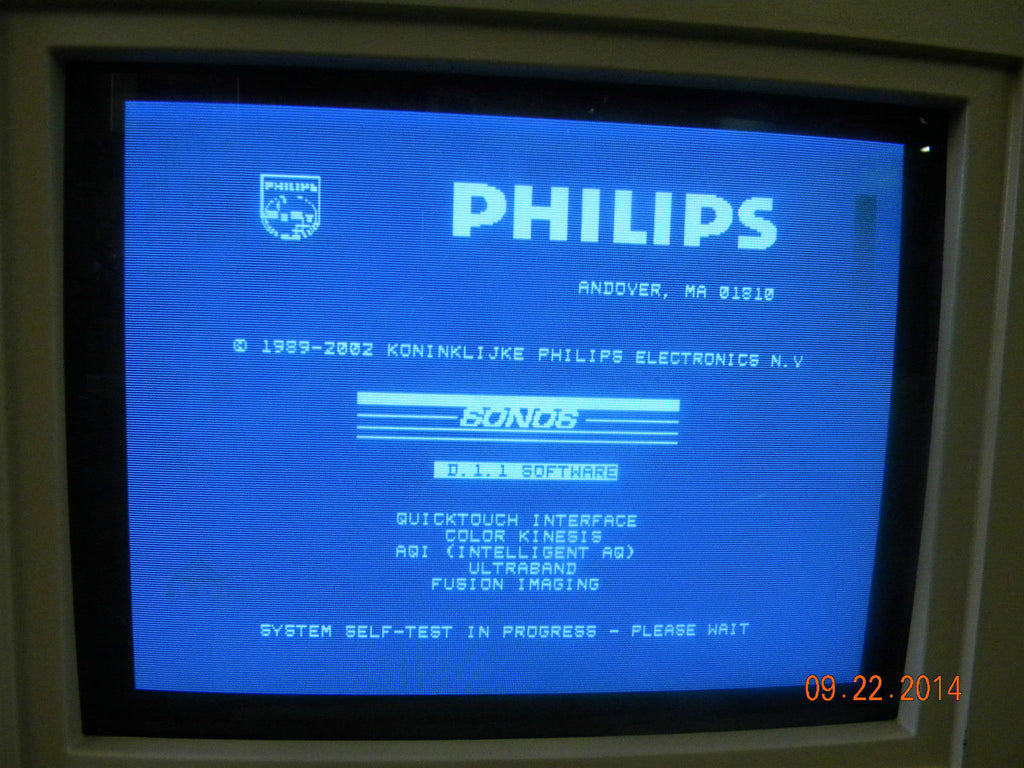 PHILIPS
PHILIPS
ANDOVER, MA 01810
© 1989-2002 KONINKLIJKE PHILIPS ELECTRONICS N.V
SONOS
D.1.1 SOFTWARE
QUICKTOUCH INTERFACE
COLOR KINESIS
AQI (INTELLIGENT AQ)
ULTRABAND
FUSION IMAGING
SYSTEM SELF-TEST IN PROGRESS - PLEASE WAIT
09.22.2014